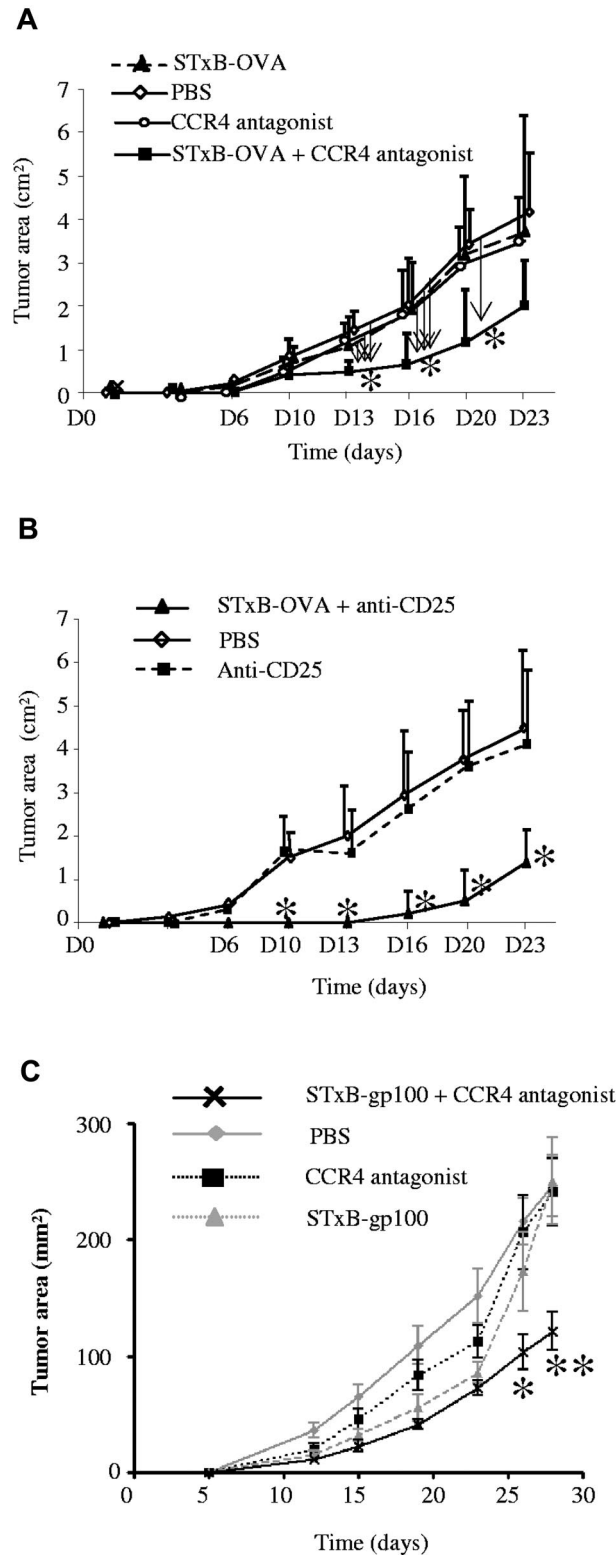 A
STxB-OVA
PBS
CCR4 antagonist
STxB-OVA + CCR4 antagonist
Tumor area (cm²)
7
6
5
4
3
2
1
0
* * *
D0 D6 D10 D13 D16 D20 D23
Time (days)
B
STxB-OVA + anti-CD25
PBS
Anti-CD25
Tumor area (cm²)
7
6
5
4
3
2
1
0
* * * * *
D0 D6 D10 D13 D16 D20 D23
Time (days)
C
STxB-gp100 + CCR4 antagonist
PBS
CCR4 antagonist
STxB-gp100
Tumor area (mm²)
300
200
100
0
* **
0 5 10 15 20 25 30
Time (days)